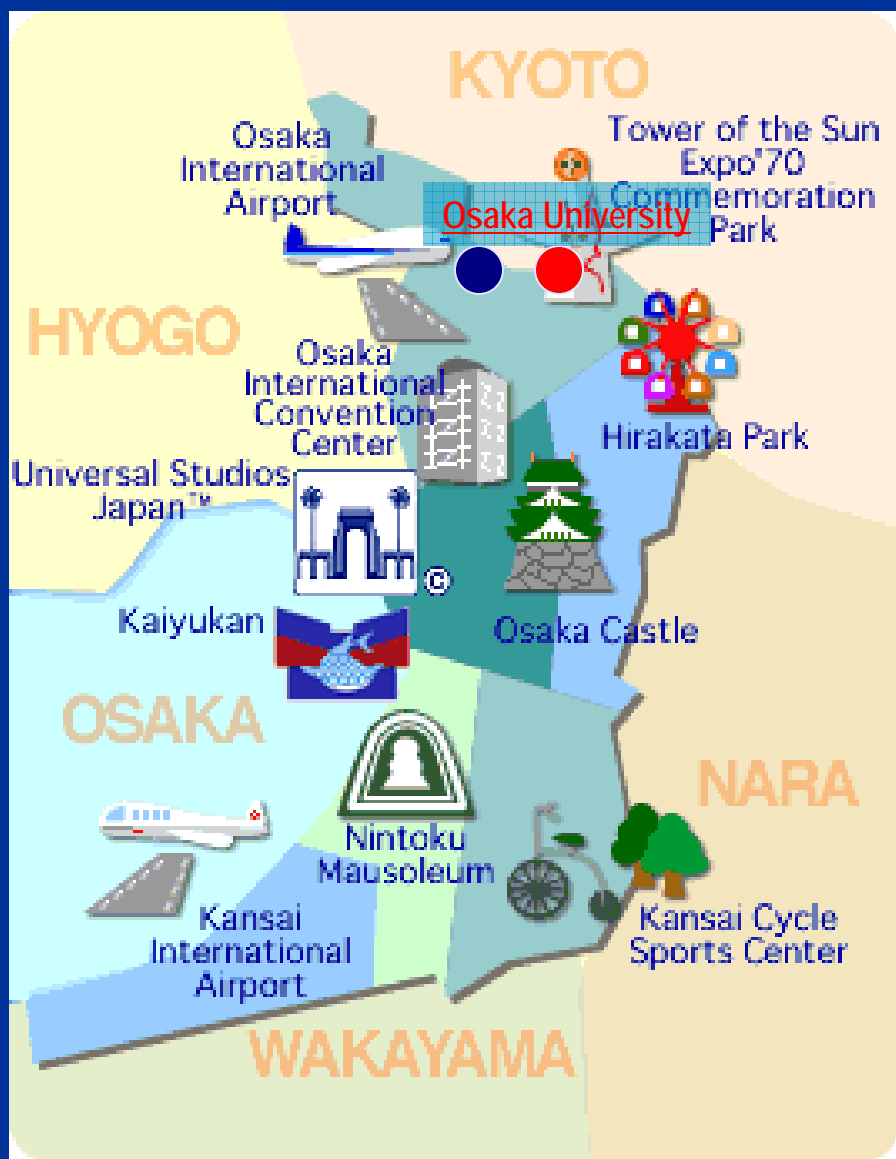 KYOTO
Osaka
International
Airport
Tower of the Sun
Expo'70
Commemoration
Park
Osaka University
HYOGO
Osaka
International
Convention
Center
Hirakata Park
Universal Studios
Japan™
©
Kaiyukan
Osaka Castle
OSAKA
NARA
Nintoku
Mausoleum
Kansai
International
Airport
Kansai Cycle
Sports Center
WAKAYAMA